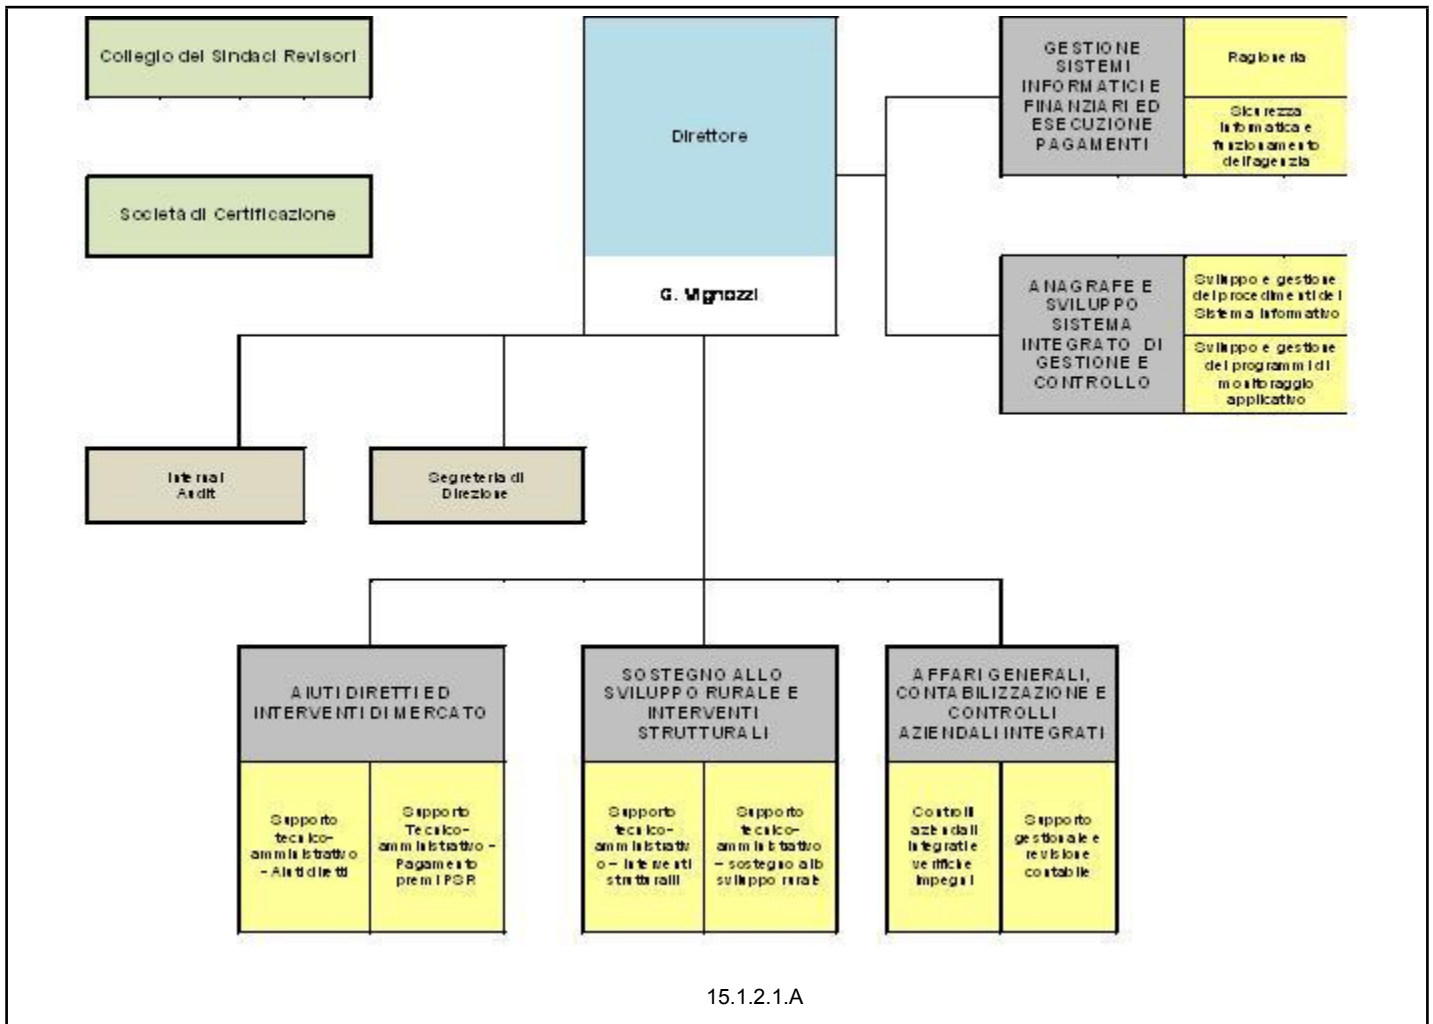 Collegio dei Sindaci Revisori
Società di Certificazione
Direttore
G. Vignozzi
GESTIONE
SISTEMI
INFORMATICI E
FINANZIARI ED
ESECUZIONE
PAGAMENTI
Ragioneria
Sicurezza
Informatica e
funzionamento
dell'agenzia
ANAGRAFE E
SVILUPPO
SISTEMA
INTEGRATO DI
GESTIONE E
CONTROLLO
Sviluppo e gestione
dei procedimenti del
Sistema Informativo
Sviluppo e gestione
dei programmi di
monitoraggio
applicativo
Internal
Audit
Segreteria di
Direzione
AIUTI DIRETTI ED
INTERVENTI DI MERCATO
Supporto
tecnico-
amministrativo
- Aiuti diretti
Supporto
Tecnico-
amministrativo -
Pagamento
premi PSR
SOSTEGNO ALLO
SVILUPPO RURALE E
INTERVENTI
STRUTTURALI
Supporto
tecnico-
amministrativ
o - Interventi
strutturali
Supporto
tecnico-
amministrativo
- sostegno allo
sviluppo rurale
AFFARI GENERALI,
CONTABILIZZAZIONE E
CONTROLLI
AZIENDALI INTEGRATI
Controlli
aziendali
integrati e
verifiche
impegni
Supporto
gestionale e
revisione
contabile
15.1.2.1.A